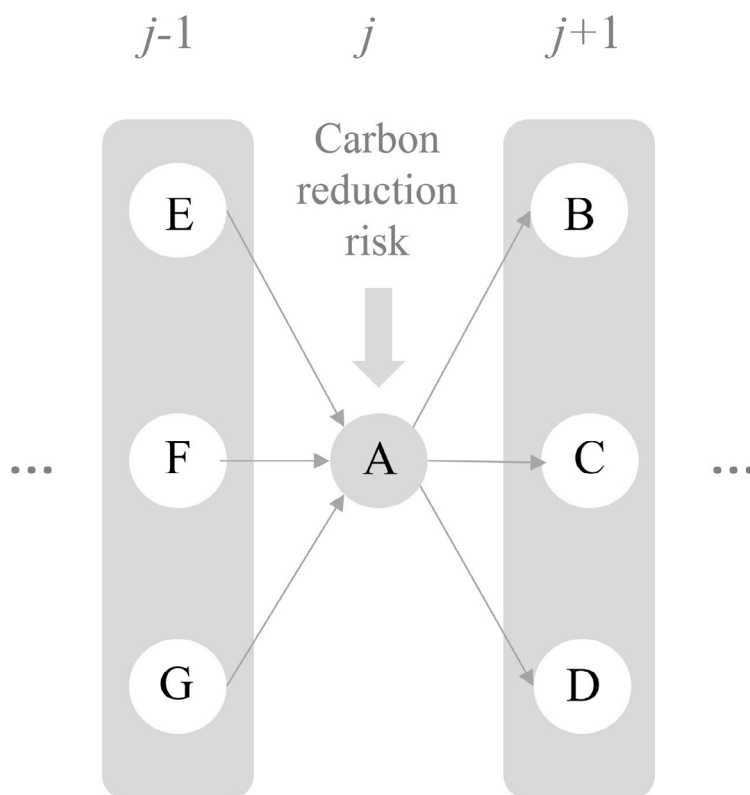 j-1 j j+1
Carbon
reduction
risk
E B
... F A C ...
G D